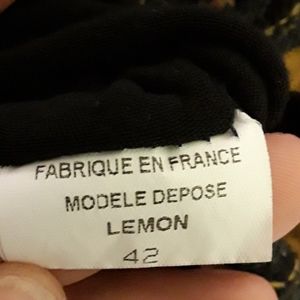 FABRIQUE EN FRANCE
MODELE DEPOSE
LEMON
42